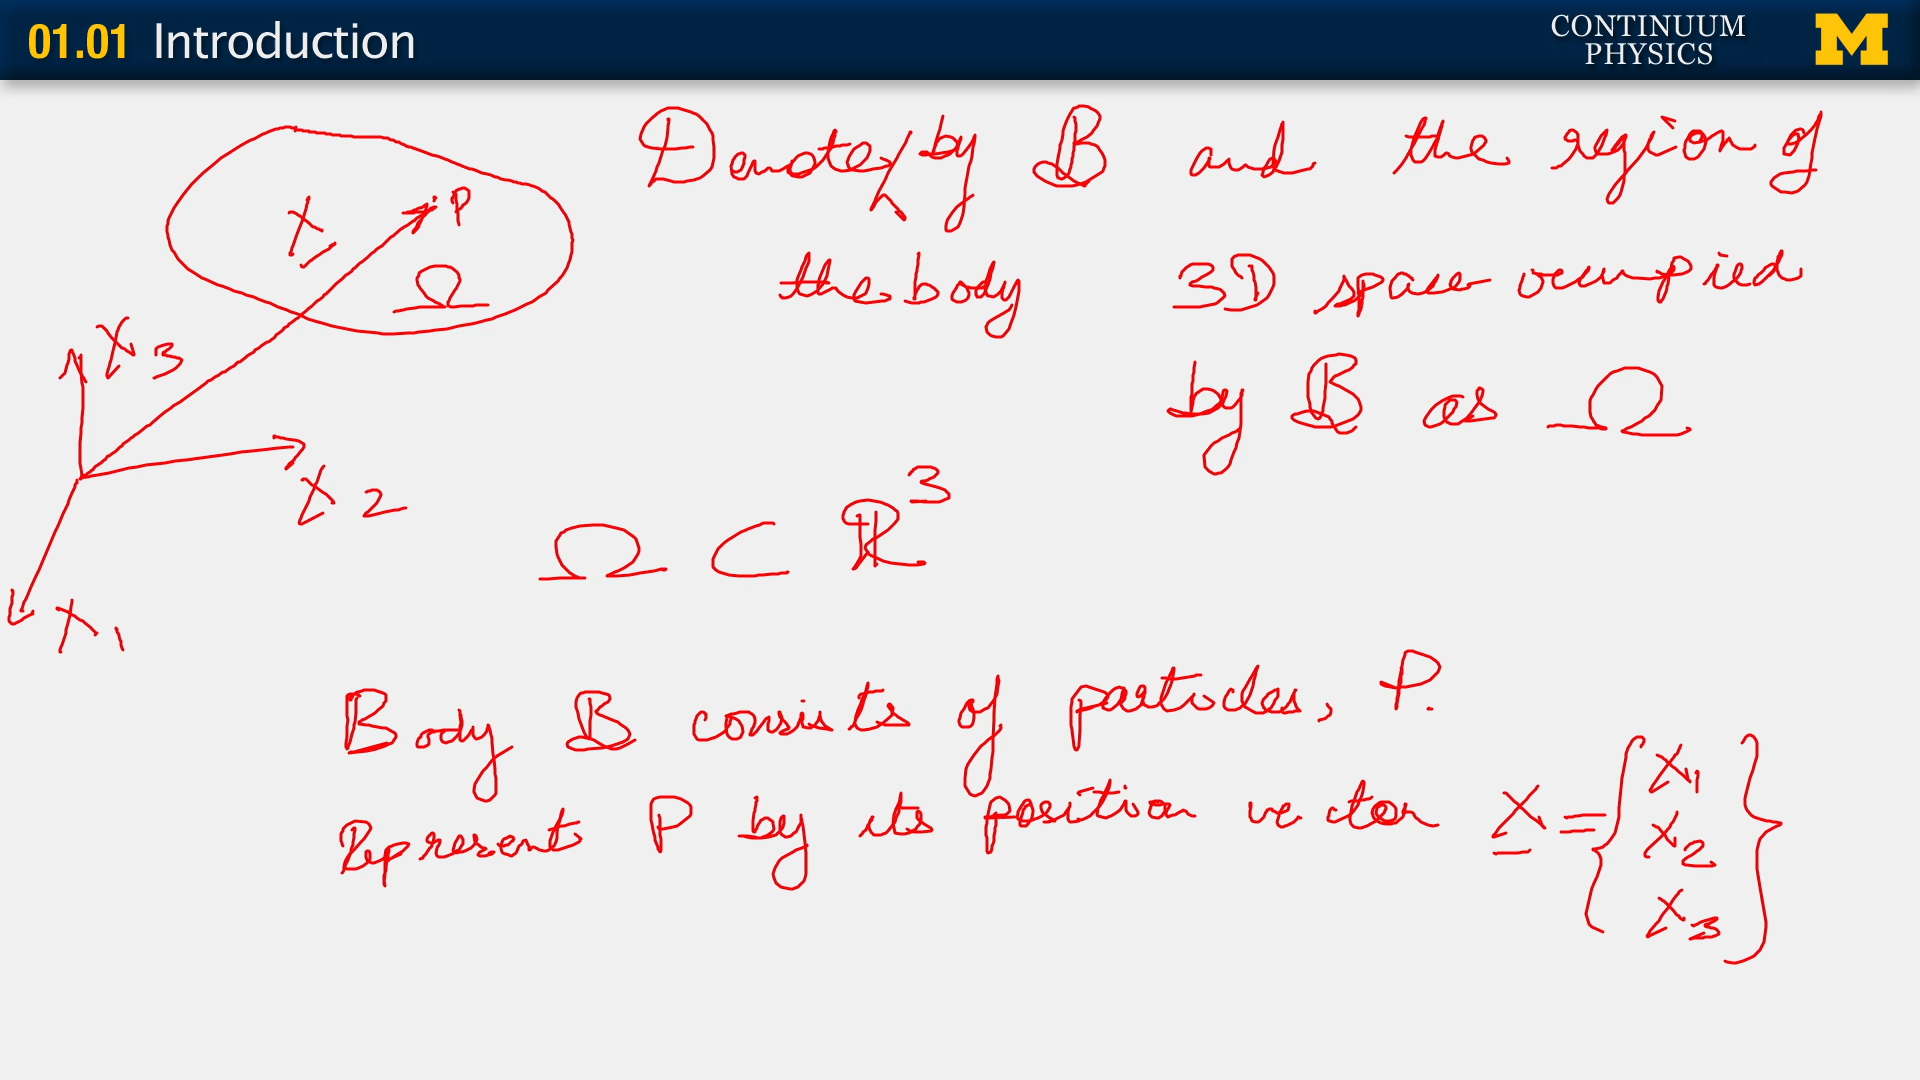 01.01 Introduction
CONTINUUM
PHYSICS
M
Denote by B and the region of
the body 3D space occupied
by B as Ω
X P
Ω
X3
X2
X1
Ω ⊂ ℝ³
Body B consists of particles, P.
Represents P by its position vector X = { X1
X2
X3 }